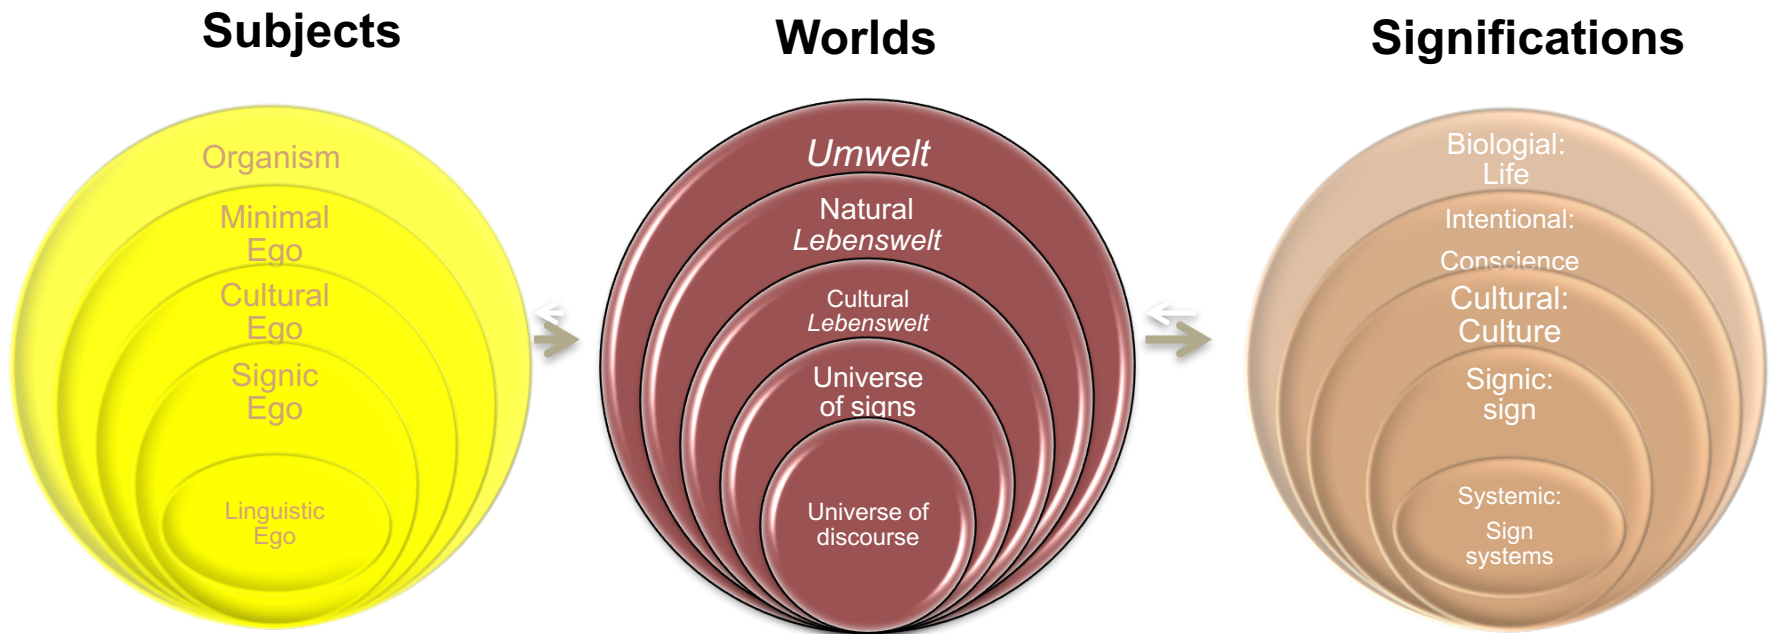 Subjects
Organism
Minimal
Ego
Cultural
Ego
Signic
Ego
Linguistic
Ego
Worlds
Umwelt
Natural
Lebenswelt
Cultural
Lebenswelt
Universe
of signs
Universe of
discourse
Significations
Biologial:
Life
Intentional:
Conscience
Cultural:
Culture
Signic:
sign
Systemic:
Sign
systems